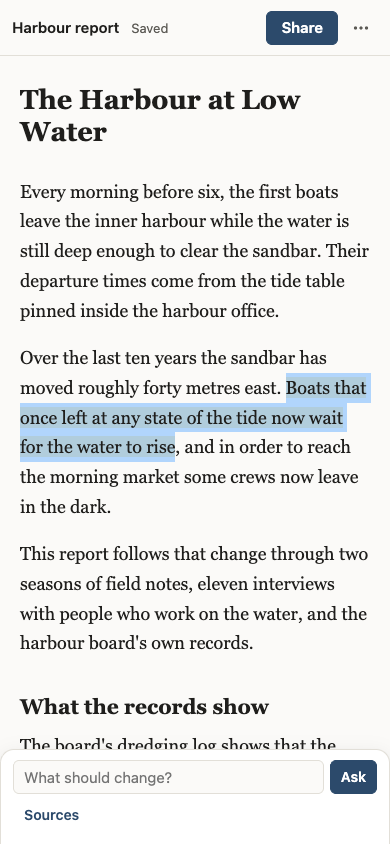 Harbour report Saved Share
The Harbour at Low
Water
Every morning before six, the first boats
leave the inner harbour while the water is
still deep enough to clear the sandbar. Their
departure times come from the tide table
pinned inside the harbour office.
Over the last ten years the sandbar has
moved roughly forty metres east. Boats that
once left at any state of the tide now wait
for the water to rise, and in order to reach
the morning market some crews now leave
in the dark.
This report follows that change through two
seasons of field notes, eleven interviews
with people who work on the water, and the
harbour board's own records.
What the records show
The board's dredging log shows that the
What should change? Ask
Sources